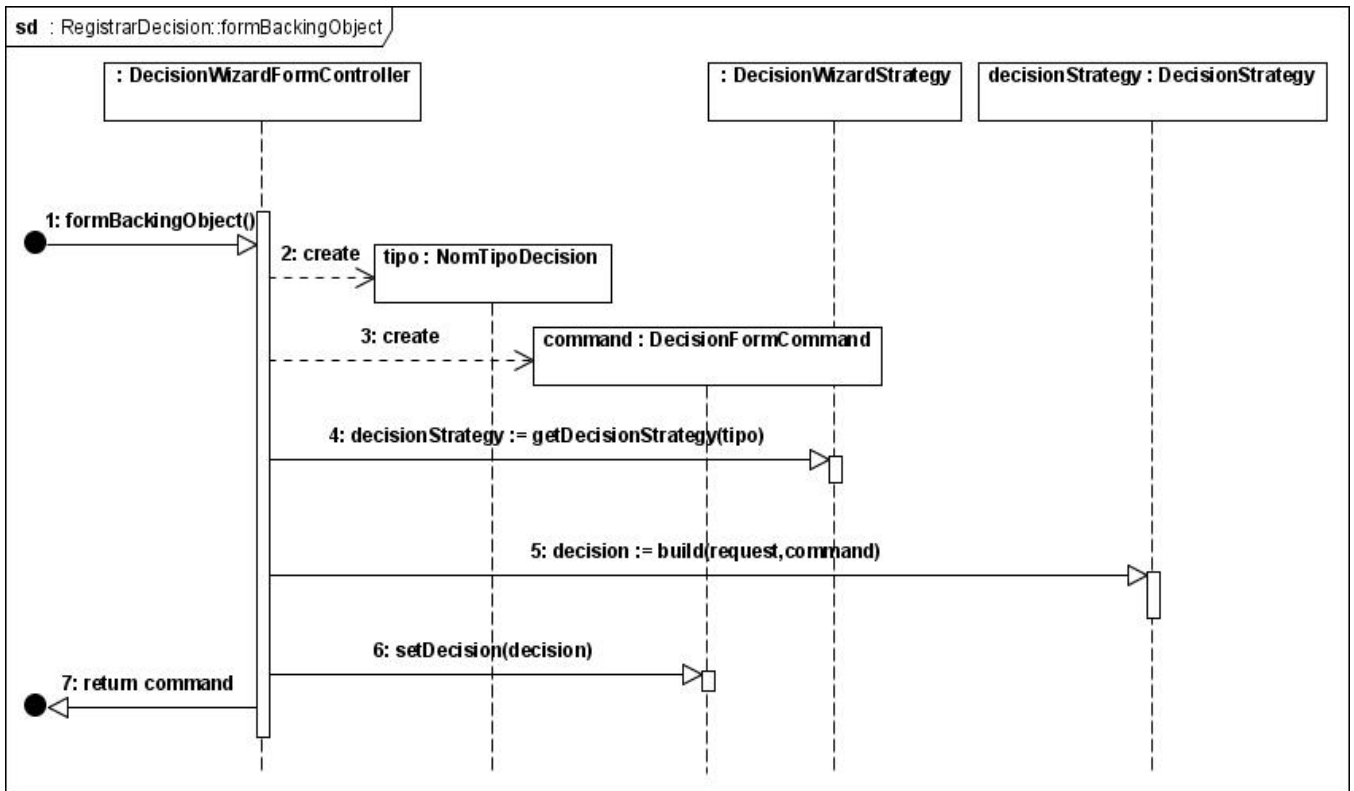 sd : RegistrarDecision::formBackingObject
: DecisionWizardFormController
: DecisionWizardStrategy
decisionStrategy : DecisionStrategy
1: formBackingObject()
2: create
tipo : NomTipoDecision
3: create
command : DecisionFormCommand
4: decisionStrategy := getDecisionStrategy(tipo)
5: decision := build(request,command)
6: setDecision(decision)
7: return command